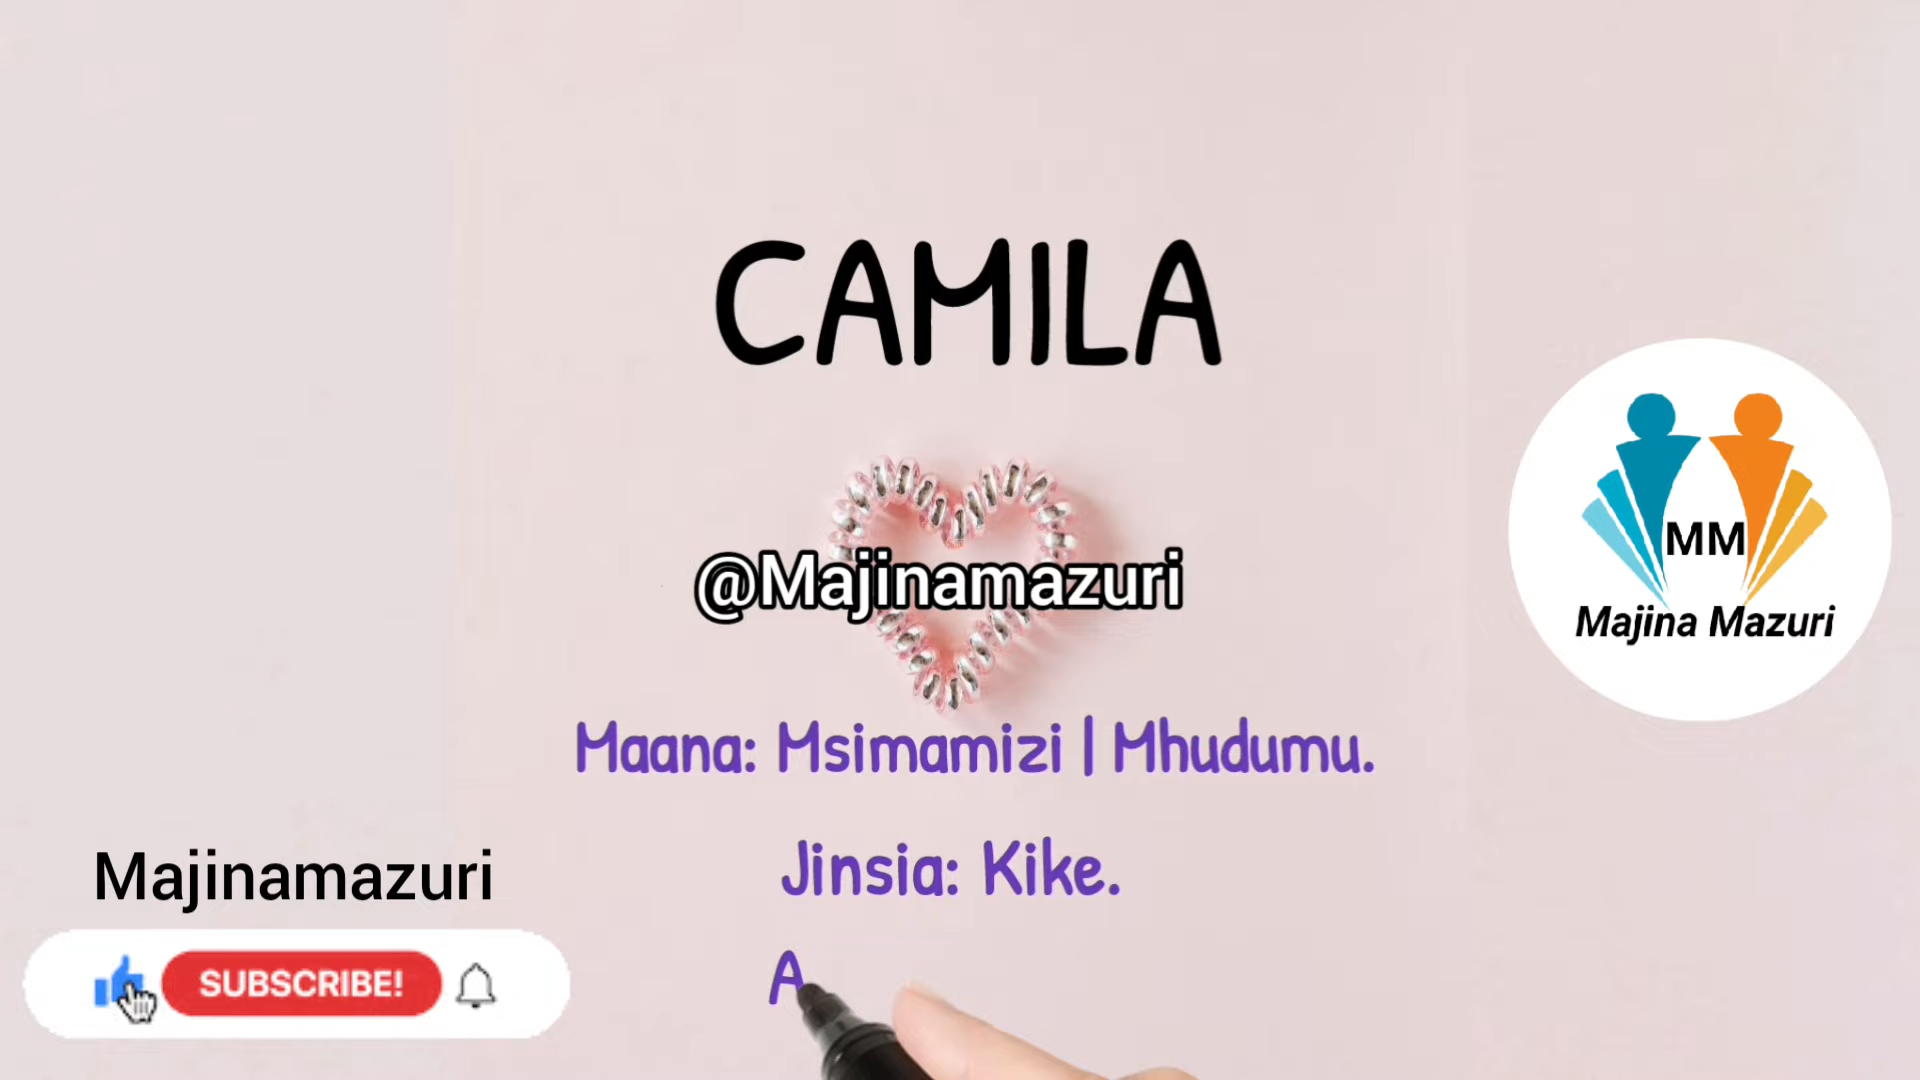 CAMILA
@Majinamazuri
MM
Majina Mazuri
Maana: Msimamizi | Mhudumu.
Jinsia: Kike.
A
Majinamazuri
SUBSCRIBE!